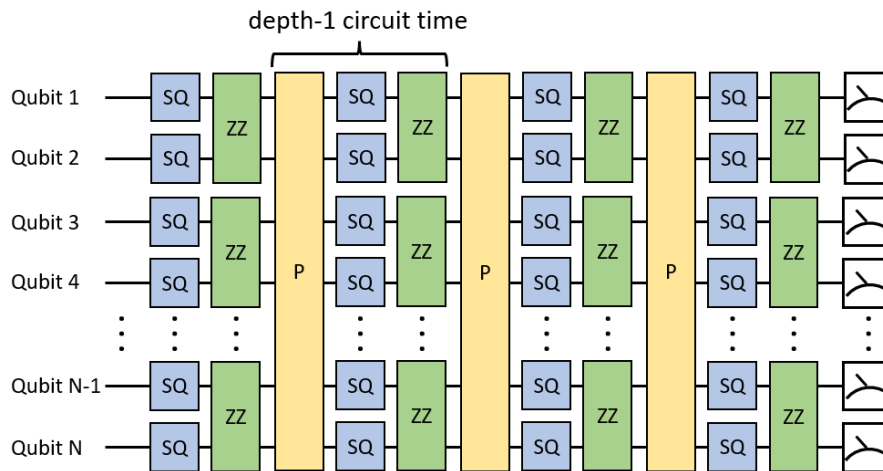 depth-1 circuit time
Qubit 1 SQ SQ SQ SQ
ZZ ZZ ZZ ZZ
Qubit 2 SQ SQ SQ SQ
Qubit 3 SQ SQ SQ SQ
ZZ ZZ ZZ ZZ
P P P
Qubit 4 SQ SQ SQ SQ
Qubit N-1 SQ SQ SQ SQ
ZZ ZZ ZZ ZZ
Qubit N SQ SQ SQ SQ